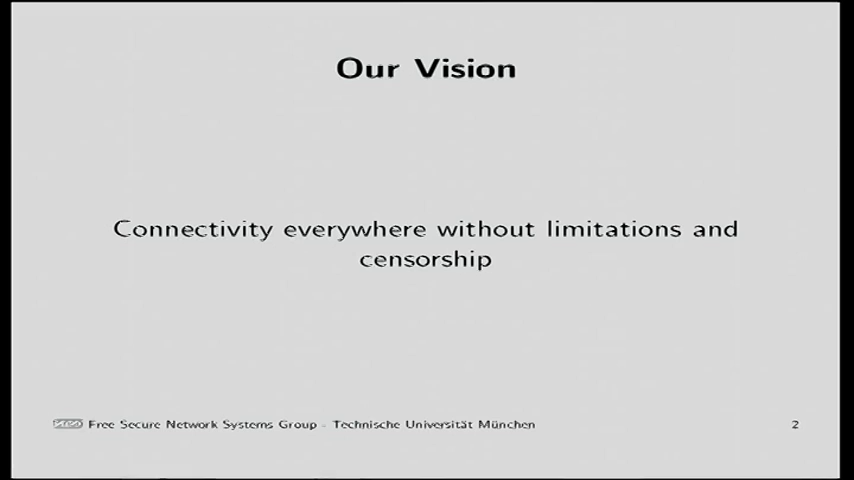 Our Vision
Connectivity everywhere without limitations and
censorship
Free Secure Network Systems Group - Technische Universität München
2